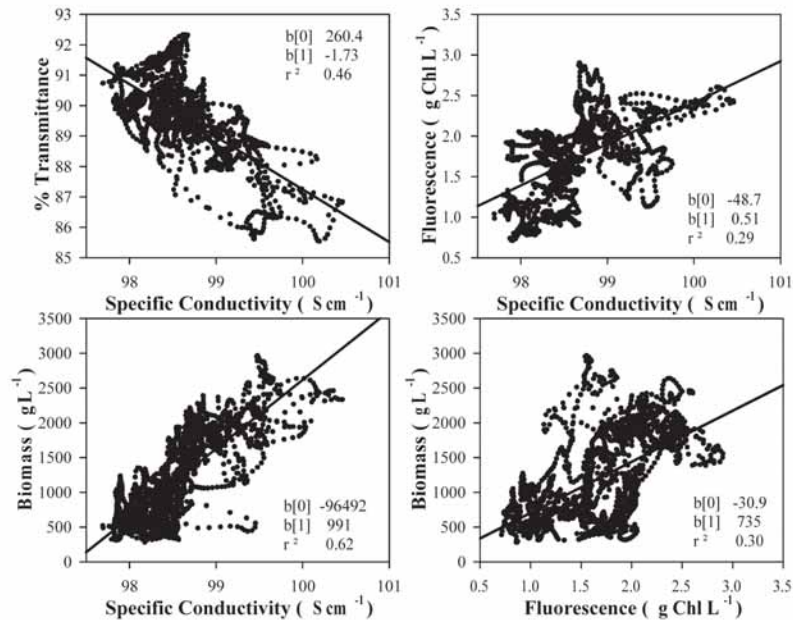 93
92
91
90
89
88
87
86
85
% Transmittance
b[0] 260.4
b[1] -1.73
r ² 0.46
98 99 100 101
Specific Conductivity ( S cm⁻¹)
3.5
3.0
2.5
2.0
1.5
1.0
0.5
Fluorescence ( g Chl L⁻¹)
b[0] -48.7
b[1] 0.51
r ² 0.29
98 99 100 101
Specific Conductivity ( S cm⁻¹)
3500
3000
2500
2000
1500
1000
500
0
Biomass ( gL⁻¹)
b[0] -96492
b[1] 991
r ² 0.62
98 99 100 101
Specific Conductivity ( S cm⁻¹)
3500
3000
2500
2000
1500
1000
500
0
Biomass ( gL⁻¹)
b[0] -30.9
b[1] 735
r ² 0.30
0.5 1.0 1.5 2.0 2.5 3.0 3.5
Fluorescence ( g Chl L⁻¹)